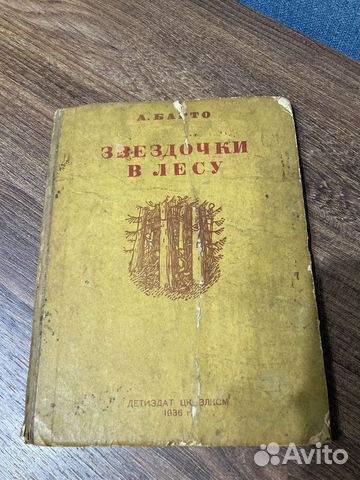 А. БАРТО
ЗВЕЗДОЧКИ
В ЛЕСУ
ДЕТИЗДАТ ЦК ВЛКСМ
1936 г.
Avito